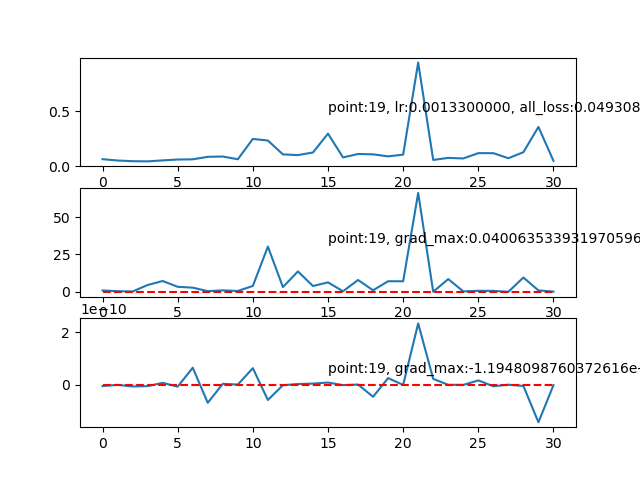 0.5
0.0
point:19, lr:0.0013300000, all_loss:0.049308
0 5 10 15 20 25 30
50
25
0
point:19, grad_max:0.040063533931970596
0 5 10 15 20 25 30
1e−10
2
0
point:19, grad_max:-1.1948098760372616e-
0 5 10 15 20 25 30